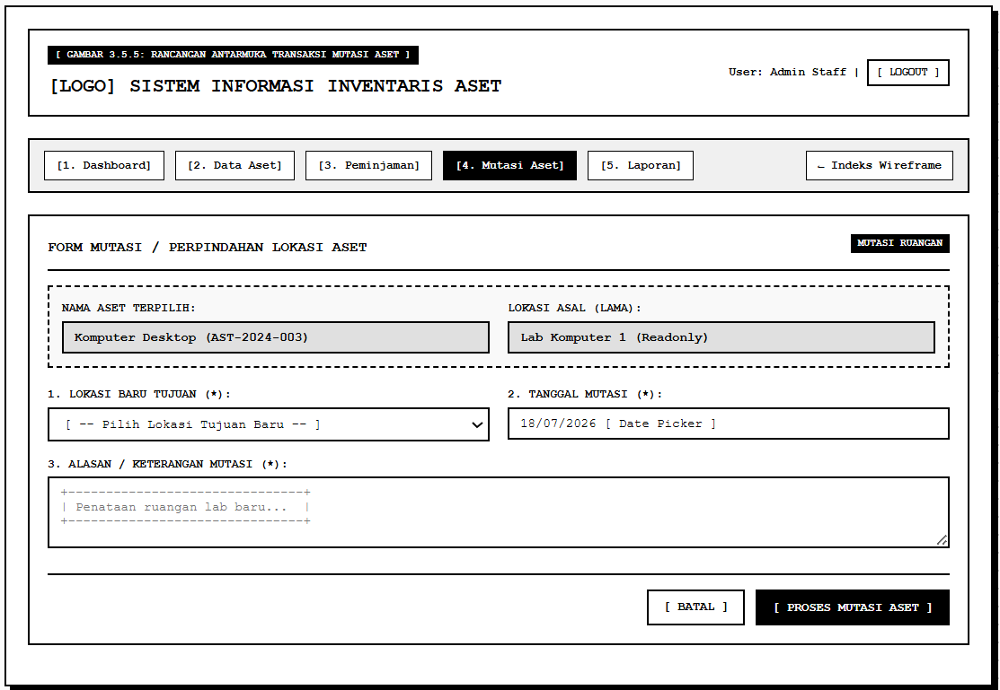 [ GAMBAR 3.5.5: RANCANGAN ANTARMUKA TRANSAKSI MUTASI ASET ]
[LOGO] SISTEM INFORMASI INVENTARIS ASET
User: Admin Staff | [ LOGOUT ]
[1. Dashboard] [2. Data Aset] [3. Peminjaman] [4. Mutasi Aset] [5. Laporan] ← Indeks Wireframe
FORM MUTASI / PERPINDAHAN LOKASI ASET
MUTASI RUANGAN
NAMA ASET TERPILIH:
Komputer Desktop (AST-2024-003)
LOKASI ASAL (LAMA):
Lab Komputer 1 (Readonly)
1. LOKASI BARU TUJUAN (*):
[ -- Pilih Lokasi Tujuan Baru -- ]
2. TANGGAL MUTASI (*):
18/07/2026 [ Date Picker ]
3. ALASAN / KETERANGAN MUTASI (*):
+-------------------------------+
| Penataan ruangan lab baru...  |
+-------------------------------+
[ BATAL ] [ PROSES MUTASI ASET ]